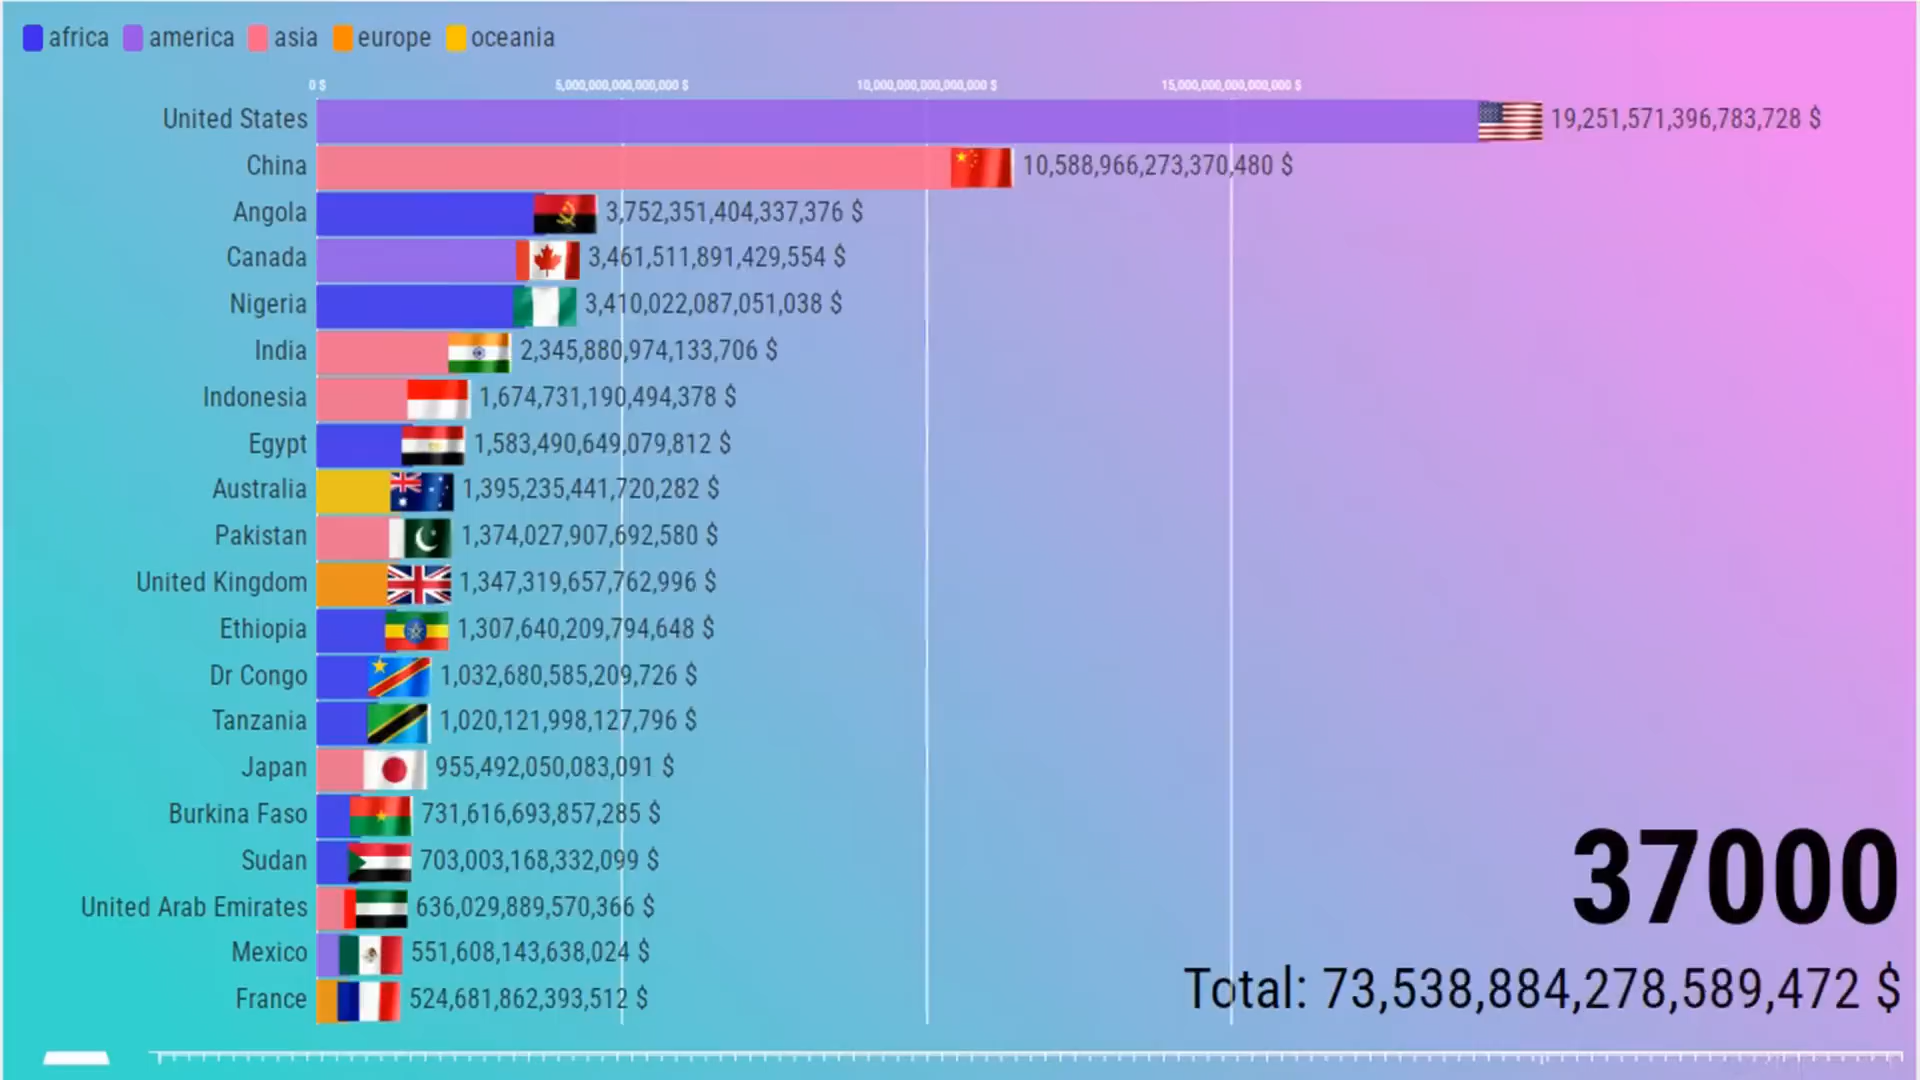 africa america asia europe oceania
0 $ 5,000,000,000,000,000 $ 10,000,000,000,000,000 $ 15,000,000,000,000,000 $
United States 19,251,571,396,783,728 $
China 10,588,966,273,370,480 $
Angola 3,752,351,404,337,376 $
Canada 3,461,511,891,429,554 $
Nigeria 3,410,022,087,051,038 $
India 2,345,880,974,133,706 $
Indonesia 1,674,731,190,494,378 $
Egypt 1,583,490,649,079,812 $
Australia 1,395,235,441,720,282 $
Pakistan 1,374,027,907,692,580 $
United Kingdom 1,347,319,657,762,996 $
Ethiopia 1,307,640,209,794,648 $
Dr Congo 1,032,680,585,209,726 $
Tanzania 1,020,121,998,127,796 $
Japan 955,492,050,083,091 $
Burkina Faso 731,616,693,857,285 $
Sudan 703,003,168,332,099 $
United Arab Emirates 636,029,889,570,366 $
Mexico 551,608,143,638,024 $
France 524,681,862,393,512 $
37000
Total: 73,538,884,278,589,472 $